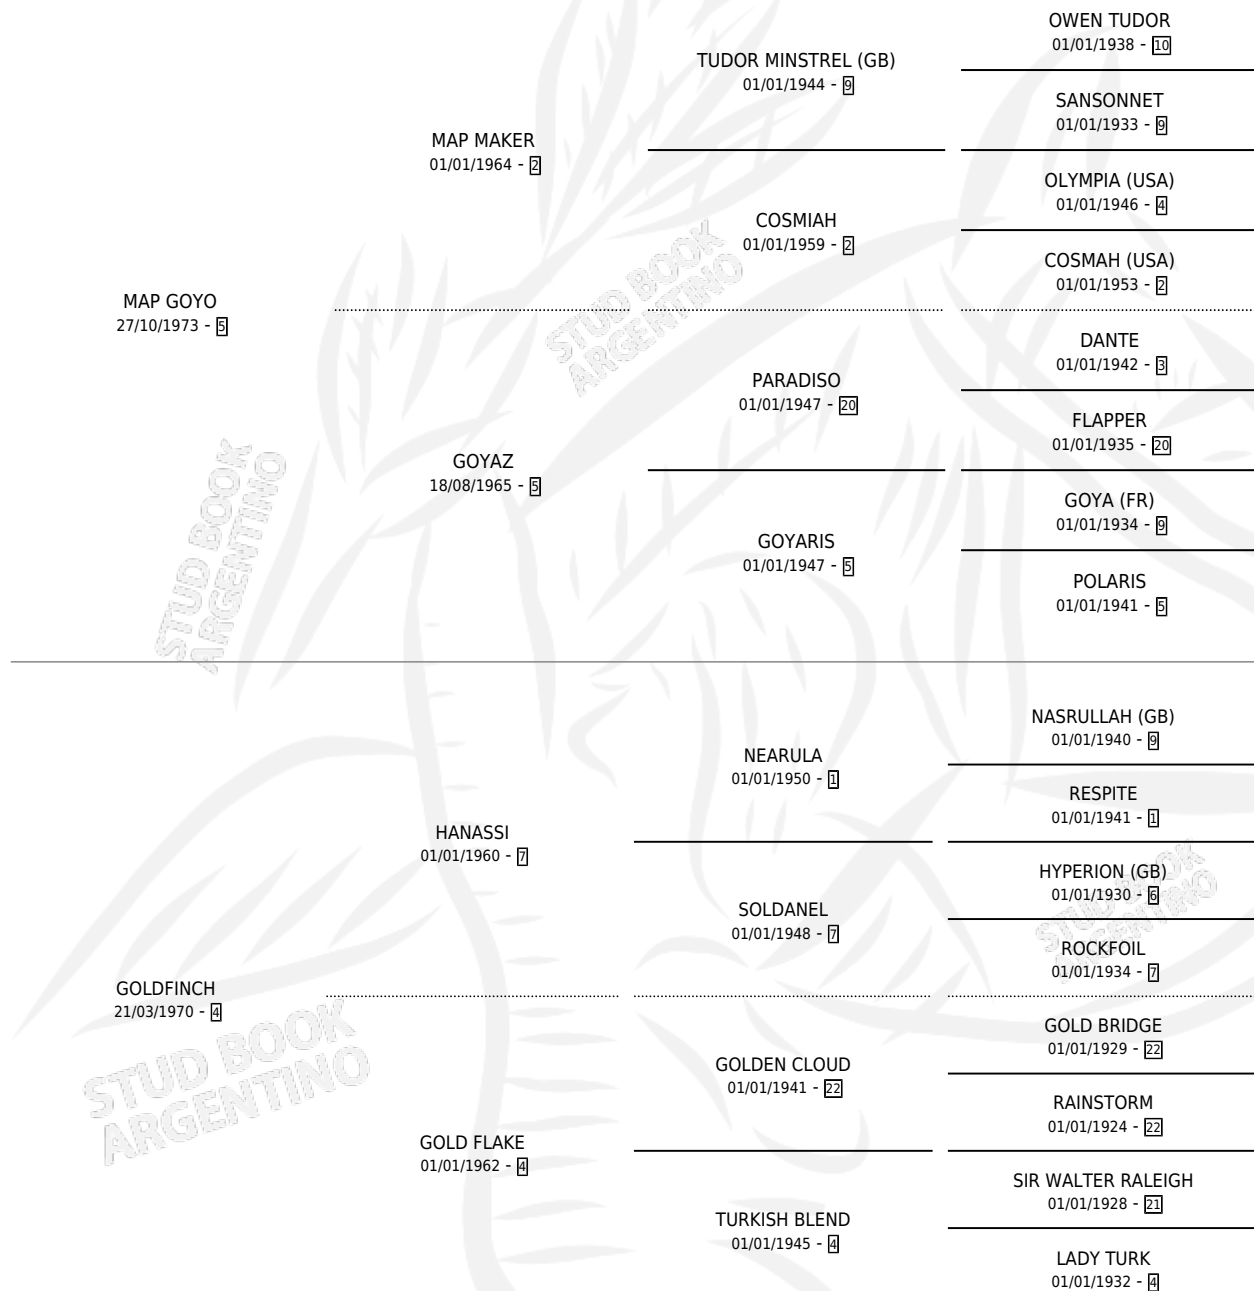 OWEN TUDOR
01/01/1938 - 10
TUDOR MINSTREL (GB)
01/01/1944 - 9
SANSONNET
01/01/1933 - 9
MAP MAKER
01/01/1964 - 2
OLYMPIA (USA)
01/01/1946 - 4
COSMIAH
01/01/1959 - 2
COSMAH (USA)
01/01/1953 - 2
MAP GOYO
27/10/1973 - 5
DANTE
01/01/1942 - 3
PARADISO
01/01/1947 - 20
FLAPPER
01/01/1935 - 20
GOYAZ
18/08/1965 - 5
GOYA (FR)
01/01/1934 - 9
GOYARIS
01/01/1947 - 5
POLARIS
01/01/1941 - 5
NASRULLAH (GB)
01/01/1940 - 9
NEARULA
01/01/1950 - 1
RESPITE
01/01/1941 - 1
HANASSI
01/01/1960 - 7
HYPERION (GB)
01/01/1930 - 6
SOLDANEL
01/01/1948 - 7
ROCKFOIL
01/01/1934 - 7
GOLDFINCH
21/03/1970 - 4
GOLD BRIDGE
01/01/1929 - 22
GOLDEN CLOUD
01/01/1941 - 22
RAINSTORM
01/01/1924 - 22
GOLD FLAKE
01/01/1962 - 4
SIR WALTER RALEIGH
01/01/1928 - 21
TURKISH BLEND
01/01/1945 - 4
LADY TURK
01/01/1932 - 4
STUD BOOK
ARGENTINO
STUD BOOK
ARGENTINO
STUD BOOK
ARGENTINO
STUD BOOK
ARGENTINO